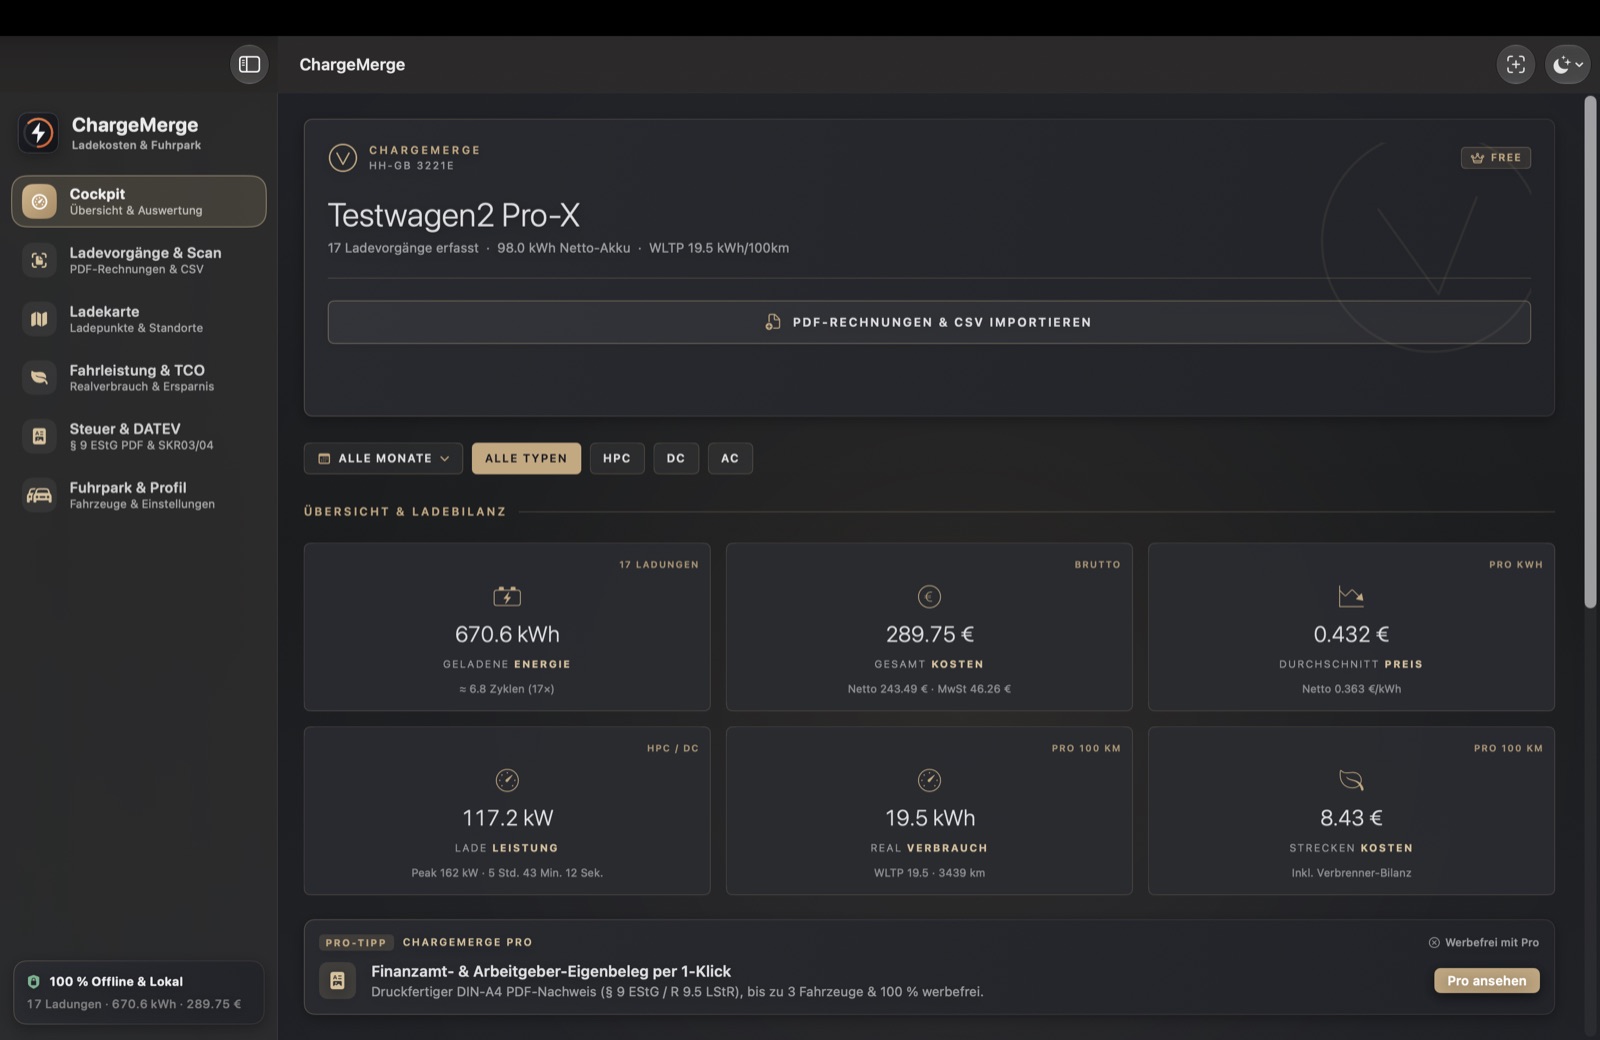 ChargeMerge
ChargeMerge
Ladekosten & Fuhrpark
Cockpit
Übersicht & Auswertung
Ladevorgänge & Scan
PDF-Rechnungen & CSV
Ladekarte
Ladepunkte & Standorte
Fahrleistung & TCO
Realverbrauch & Ersparnis
Steuer & DATEV
§ 9 EStG PDF & SKR03/04
Fuhrpark & Profil
Fahrzeuge & Einstellungen
100 % Offline & Lokal
17 Ladungen · 670.6 kWh · 289.75 €
CHARGEMERGE
HH-GB 3221E
FREE
Testwagen2 Pro-X
17 Ladevorgänge erfasst · 98.0 kWh Netto-Akku · WLTP 19.5 kWh/100km
PDF-RECHNUNGEN & CSV IMPORTIEREN
ALLE MONATE
ALLE TYPEN
HPC
DC
AC
ÜBERSICHT & LADEBILANZ
17 LADUNGEN
670.6 kWh
GELADENE ENERGIE
≈ 6.8 Zyklen (17×)
BRUTTO
289.75 €
GESAMT KOSTEN
Netto 243.49 € · MwSt 46.26 €
PRO KWH
0.432 €
DURCHSCHNITT PREIS
Netto 0.363 €/kWh
HPC / DC
117.2 kW
LADE LEISTUNG
Peak 162 kW · 5 Std. 43 Min. 12 Sek.
PRO 100 KM
19.5 kWh
REAL VERBRAUCH
WLTP 19.5 · 3439 km
PRO 100 KM
8.43 €
STRECKEN KOSTEN
Inkl. Verbrenner-Bilanz
PRO-TIPP CHARGEMERGE PRO
Werbefrei mit Pro
Finanzamt- & Arbeitgeber-Eigenbeleg per 1-Klick
Druckfertiger DIN-A4 PDF-Nachweis (§ 9 EStG / R 9.5 LStR), bis zu 3 Fahrzeuge & 100 % werbefrei.
Pro ansehen